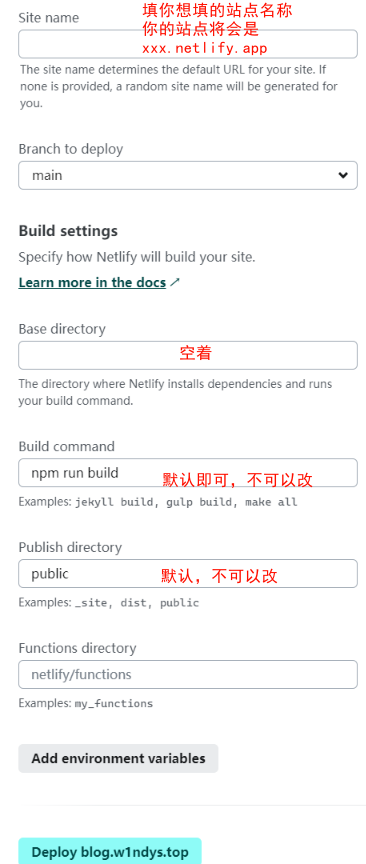 Site name
填你想填的站点名称
你的站点将会是
xxx.netlify.app
The site name determines the default URL for your site. If
none is provided, a random site name will be generated for
you.
Branch to deploy
main
Build settings
Specify how Netlify will build your site.
Learn more in the docs ↗
Base directory
空着
The directory where Netlify installs dependencies and runs
your build command.
Build command
npm run build
默认即可，不可以改
Examples: jekyll build, gulp build, make all
Publish directory
public
默认，不可以改
Examples: _site, dist, public
Functions directory
netlify/functions
Examples: my_functions
Add environment variables
Deploy blog.w1ndys.top